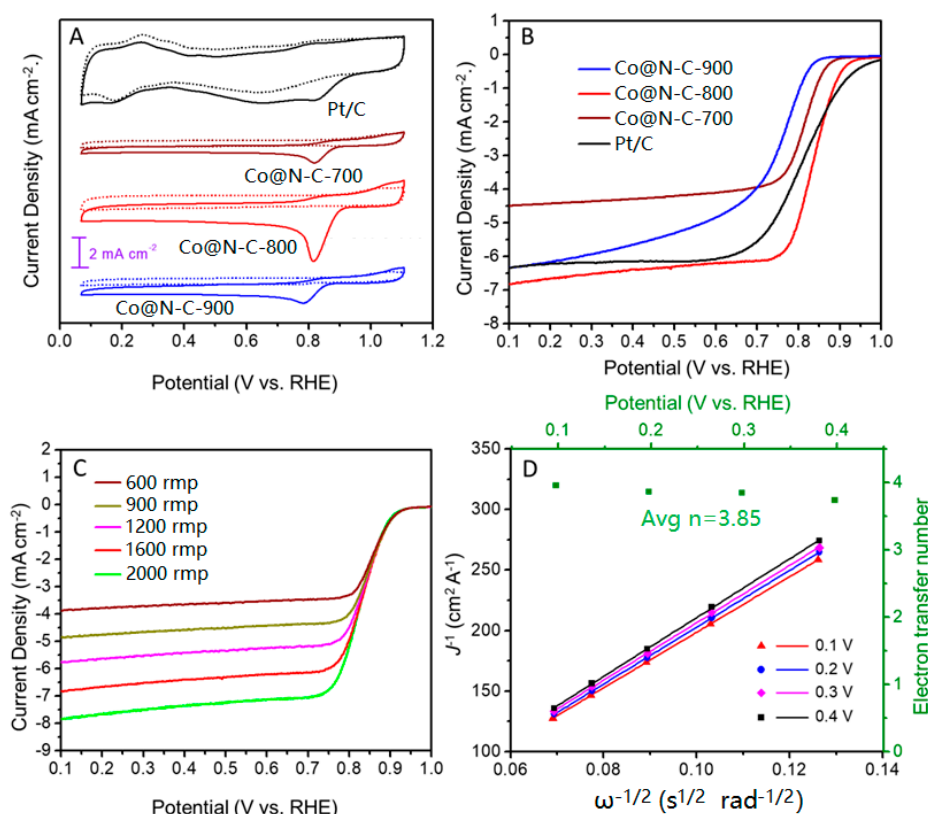 A
Current Density (mA cm⁻².)
Pt/C
Co@N-C-700
Co@N-C-800
2 mA cm⁻²
Co@N-C-900
0.0 0.2 0.4 0.6 0.8 1.0 1.2
Potential (V vs. RHE)
B
Current Density (mA cm⁻².)
Co@N-C-900
Co@N-C-800
Co@N-C-700
Pt/C
0
-1
-2
-3
-4
-5
-6
-7
-8
0.1 0.2 0.3 0.4 0.5 0.6 0.7 0.8 0.9 1.0
Potential (V vs. RHE)
C
Current Density (mA cm⁻²)
600 rmp
900 rmp
1200 rmp
1600 rmp
2000 rmp
2
1
0
-1
-2
-3
-4
-5
-6
-7
-8
-9
0.1 0.2 0.3 0.4 0.5 0.6 0.7 0.8 0.9 1.0
Potential (V vs. RHE)
Potential (V vs. RHE)
0.1 0.2 0.3 0.4
D
Avg n=3.85
J⁻¹ (cm² A⁻¹)
350
300
250
200
150
100
Electron transfer number
4
3
2
1
0
0.1 V
0.2 V
0.3 V
0.4 V
0.06 0.08 0.10 0.12 0.14
ω⁻¹/² (s¹/² rad⁻¹/²)